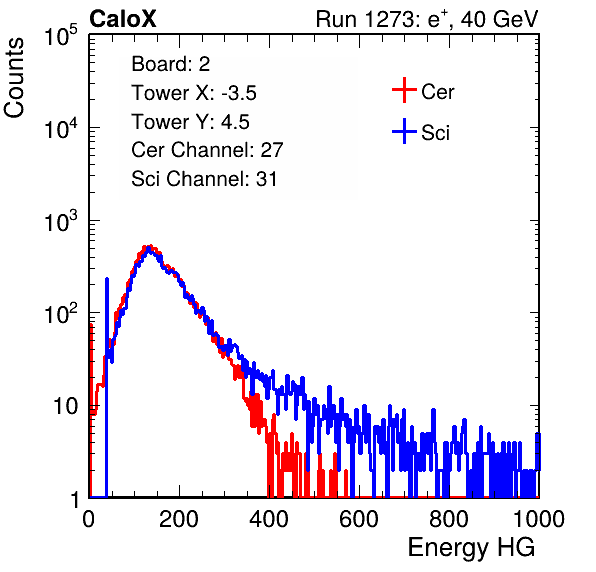 CaloX Run 1273: e⁺, 40 GeV
Counts
10⁵
10⁴
10³
10²
10
1
Board: 2
Tower X: -3.5
Tower Y: 4.5
Cer Channel: 27
Sci Channel: 31
Cer
Sci
0 200 400 600 800 1000
Energy HG